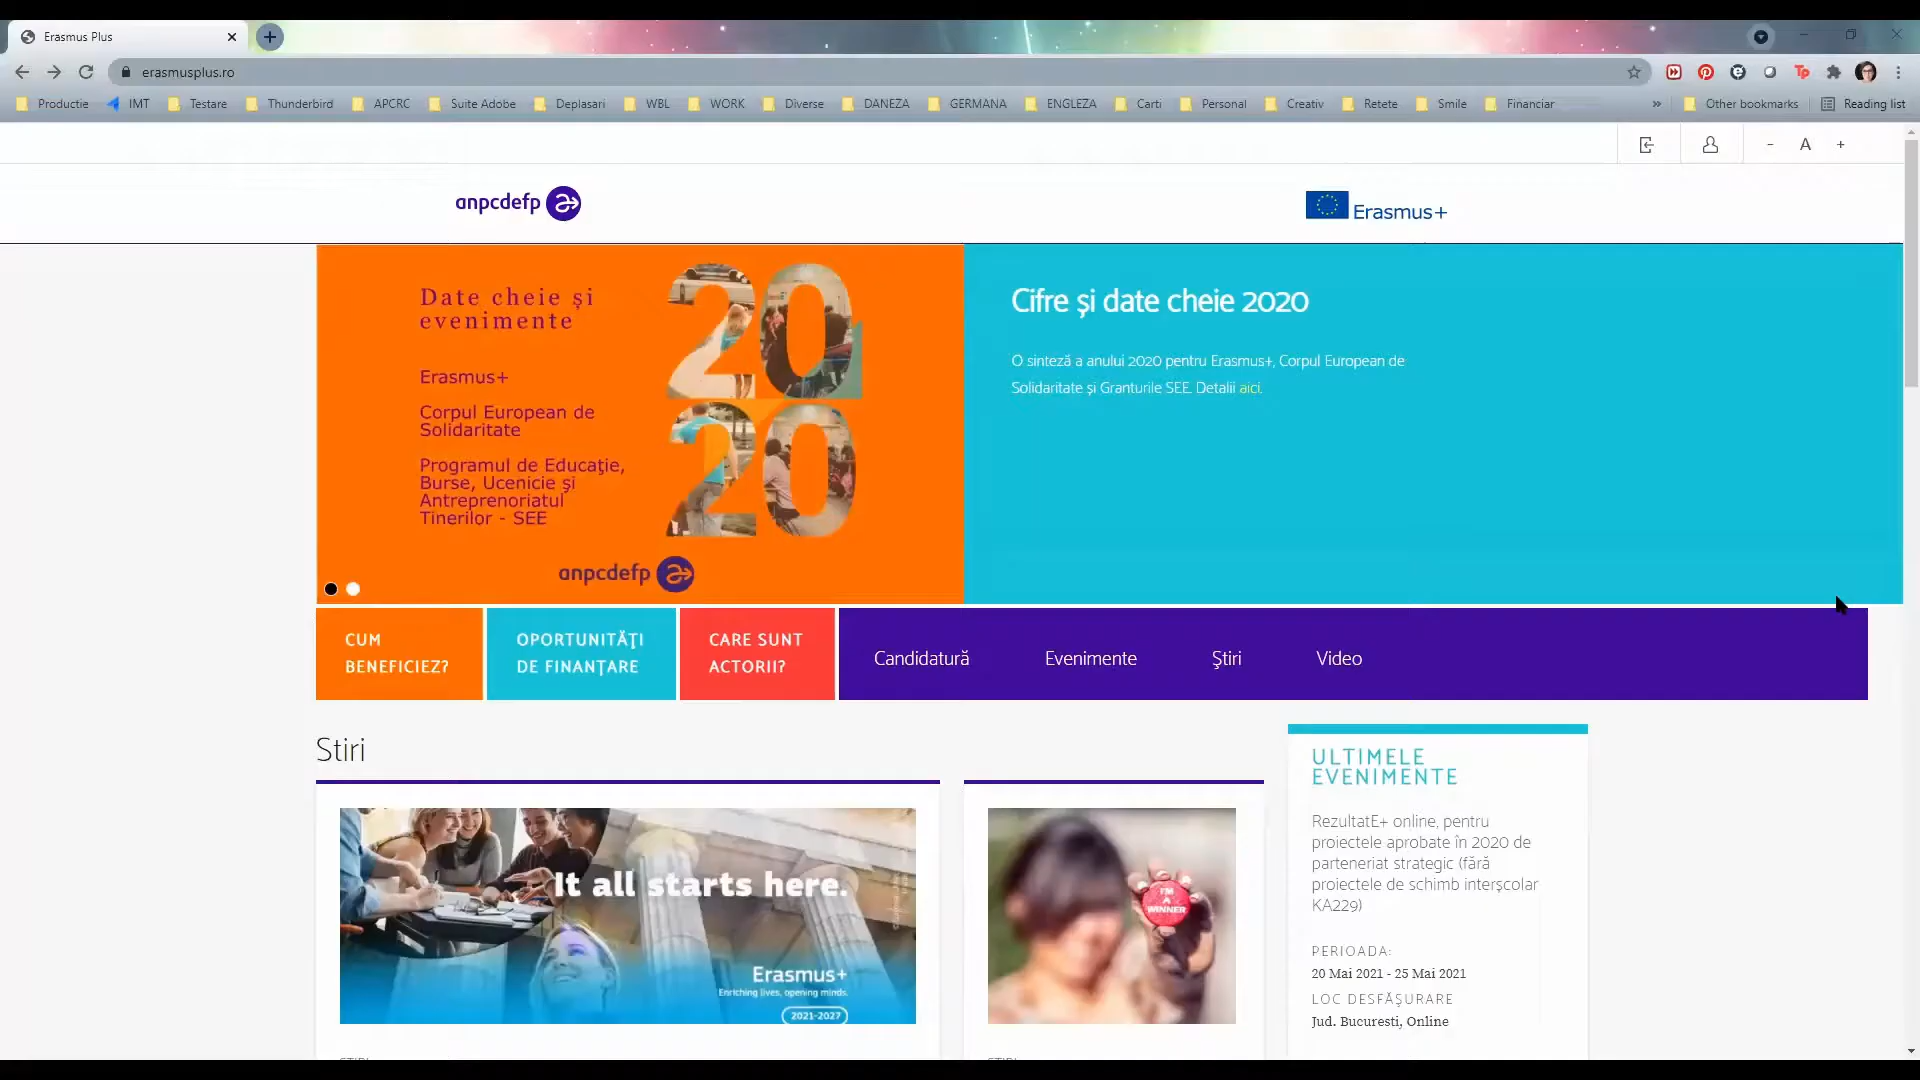 Erasmus Plus
erasmusplus.ro
Productie IMT Testare Thunderbird APCRC Suite Adobe Deplasari WBL WORK Diverse DANEZA GERMANA ENGLEZA Carti Personal Creativ Retete Smile Financiar » Other bookmarks Reading list
- A +
anpcdefp
Erasmus+
Date cheie și
evenimente
Erasmus+
Corpul European de
Solidaritate
Programul de Educaţie,
Burse, Ucenicie şi
Antreprenoriatul
Tinerilor - SEE
20
20
anpcdefp
Cifre și date cheie 2020
O sinteză a anului 2020 pentru Erasmus+, Corpul European de
Solidaritate și Granturile SEE. Detalii aici.
CUM
BENEFICIEZ?
OPORTUNITĂŢI
DE FINANŢARE
CARE SUNT
ACTORII?
Candidatură
Evenimente
Ştiri
Video
Stiri
It all starts here.
Erasmus+
Enriching lives, opening minds.
2021-2027
I'M
A
WINNER
ULTIMELE
EVENIMENTE
RezultatE+ online, pentru
proiectele aprobate în 2020 de
parteneriat strategic (fără
proiectele de schimb interșcolar
KA229)
PERIOADA:
20 Mai 2021 - 25 Mai 2021
LOC DESFĂŞURARE
Jud. Bucuresti, Online